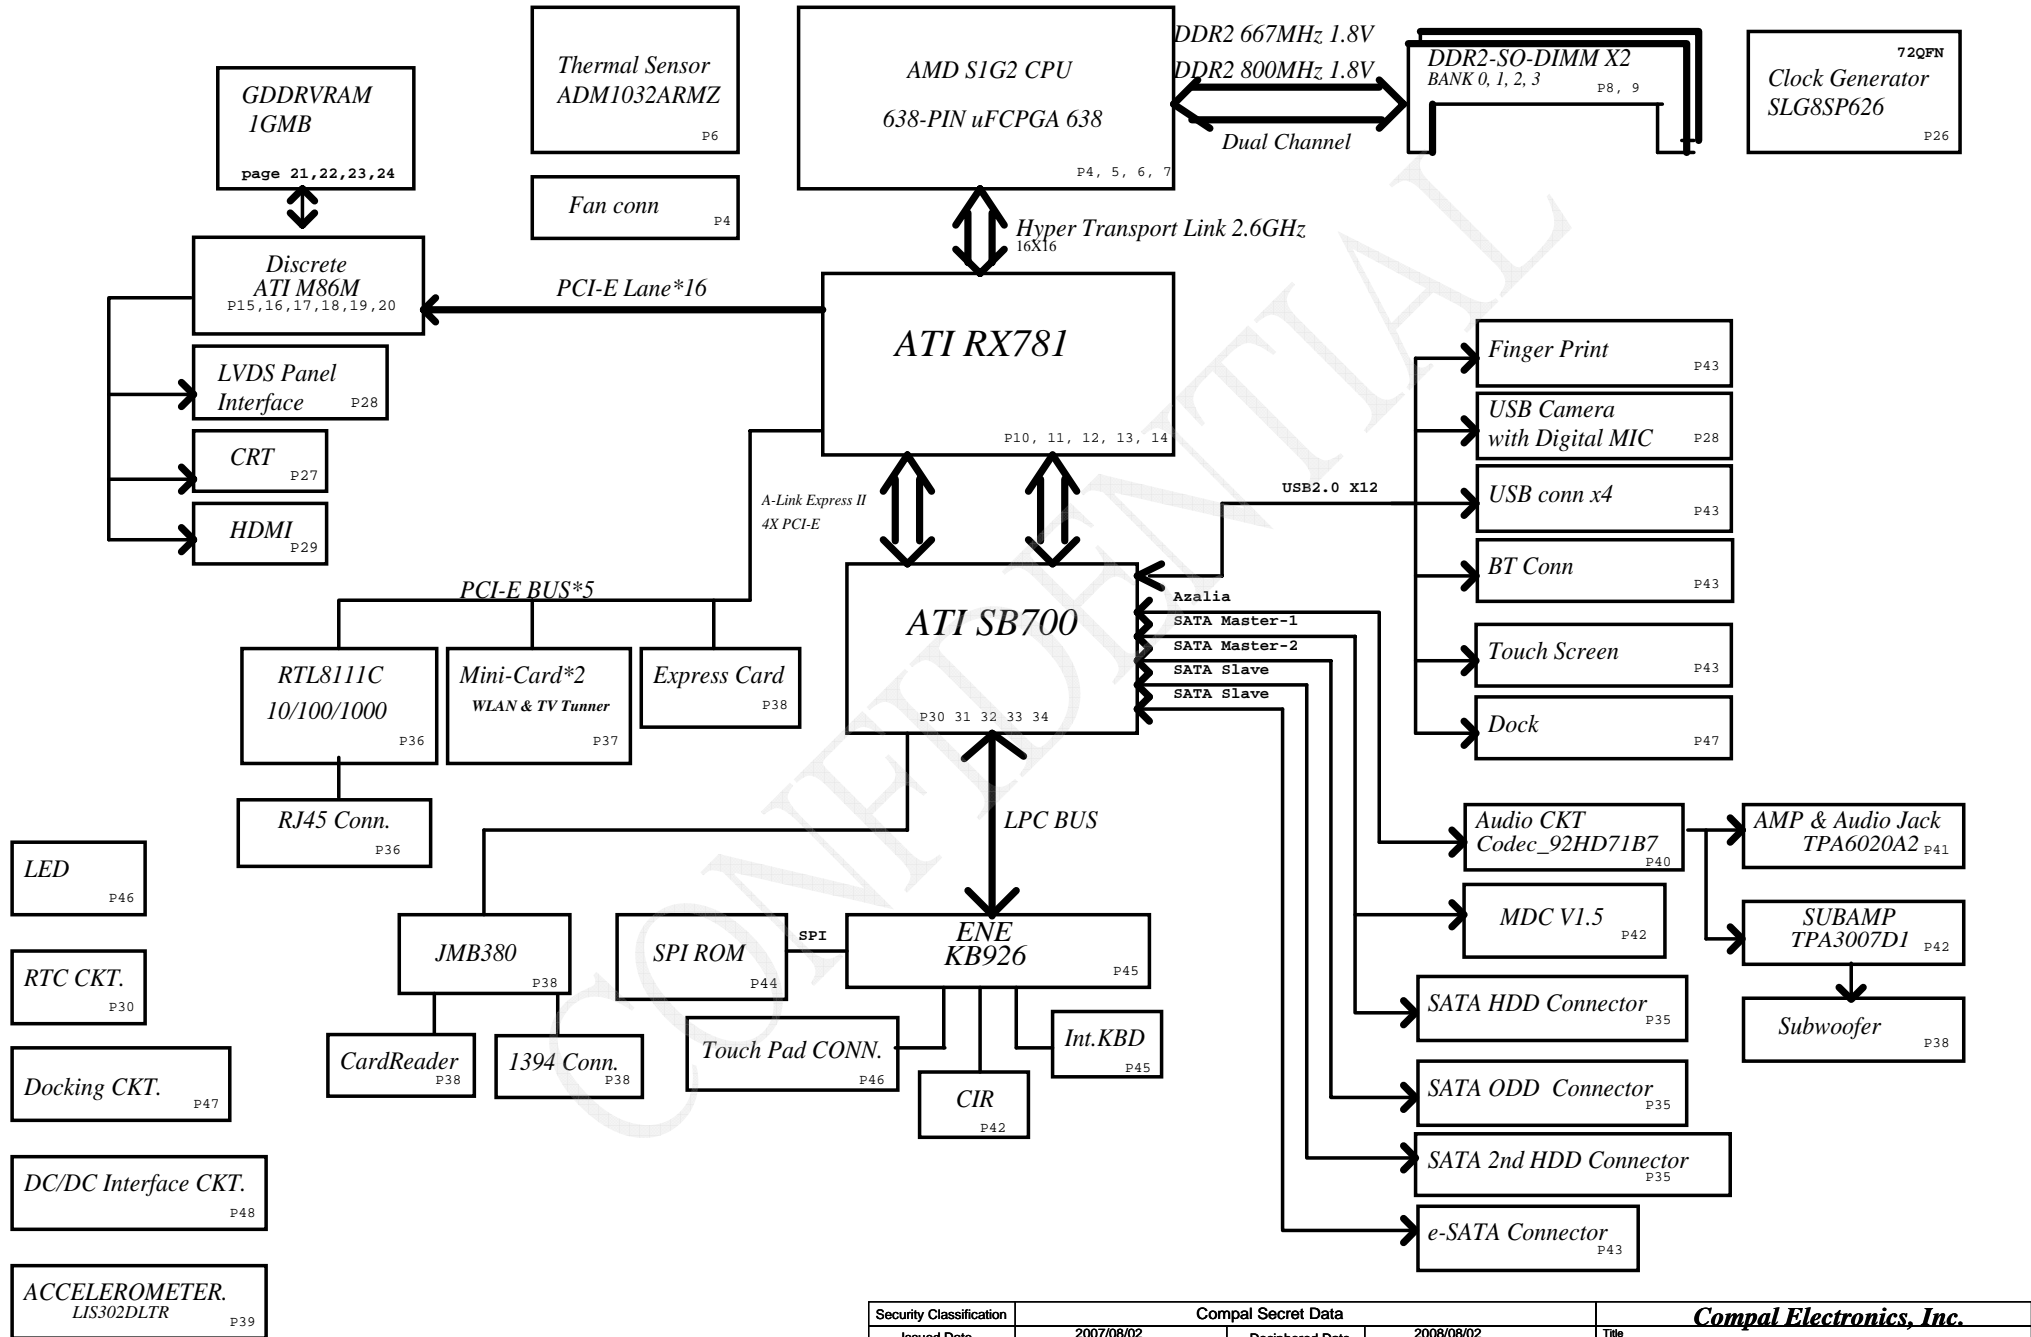 GDDRVRAM
1GMB
page 21,22,23,24
Thermal Sensor
ADM1032ARMZ
P6
Fan conn
P4
AMD S1G2 CPU
638-PIN uFCPGA 638
P4, 5, 6, 7
DDR2 667MHz 1.8V
DDR2 800MHz 1.8V
Dual Channel
DDR2-SO-DIMM X2
BANK 0, 1, 2, 3
P8, 9
72QFN
Clock Generator
SLG8SP626
P26
Hyper Transport Link 2.6GHz
16X16
Discrete
ATI M86M
P15,16,17,18,19,20
PCI-E Lane*16
ATI RX781
P10, 11, 12, 13, 14
LVDS Panel
Interface
P28
CRT
P27
HDMI
P29
A-Link Express II
4X PCI-E
USB2.0 X12
Finger Print
P43
USB Camera
with Digital MIC
P28
USB conn x4
P43
BT Conn
P43
Touch Screen
P43
Dock
P47
PCI-E BUS*5
ATI SB700
P30 31 32 33 34
Azalia
SATA Master-1
SATA Master-2
SATA Slave
SATA Slave
RTL8111C
10/100/1000
P36
Mini-Card*2
WLAN & TV Tunner
P37
Express Card
P38
RJ45 Conn.
P36
LPC BUS
Audio CKT
Codec_92HD71B7
P40
AMP & Audio Jack
TPA6020A2
P41
MDC V1.5
P42
SUBAMP
TPA3007D1
P42
Subwoofer
P38
LED
P46
RTC CKT.
P30
Docking CKT.
P47
DC/DC Interface CKT.
P48
ACCELEROMETER.
LIS302DLTR
P39
JMB380
P38
SPI ROM
P44
SPI
ENE
KB926
P45
CardReader
P38
1394 Conn.
P38
Touch Pad CONN.
P46
CIR
P42
Int.KBD
P45
SATA HDD Connector
P35
SATA ODD Connector
P35
SATA 2nd HDD Connector
P35
e-SATA Connector
P43
CONFIDENTIAL
Security Classification
Compal Secret Data
Compal Electronics, Inc.
Issued Date
2007/08/02
Deciphered Date
2008/08/02
Title